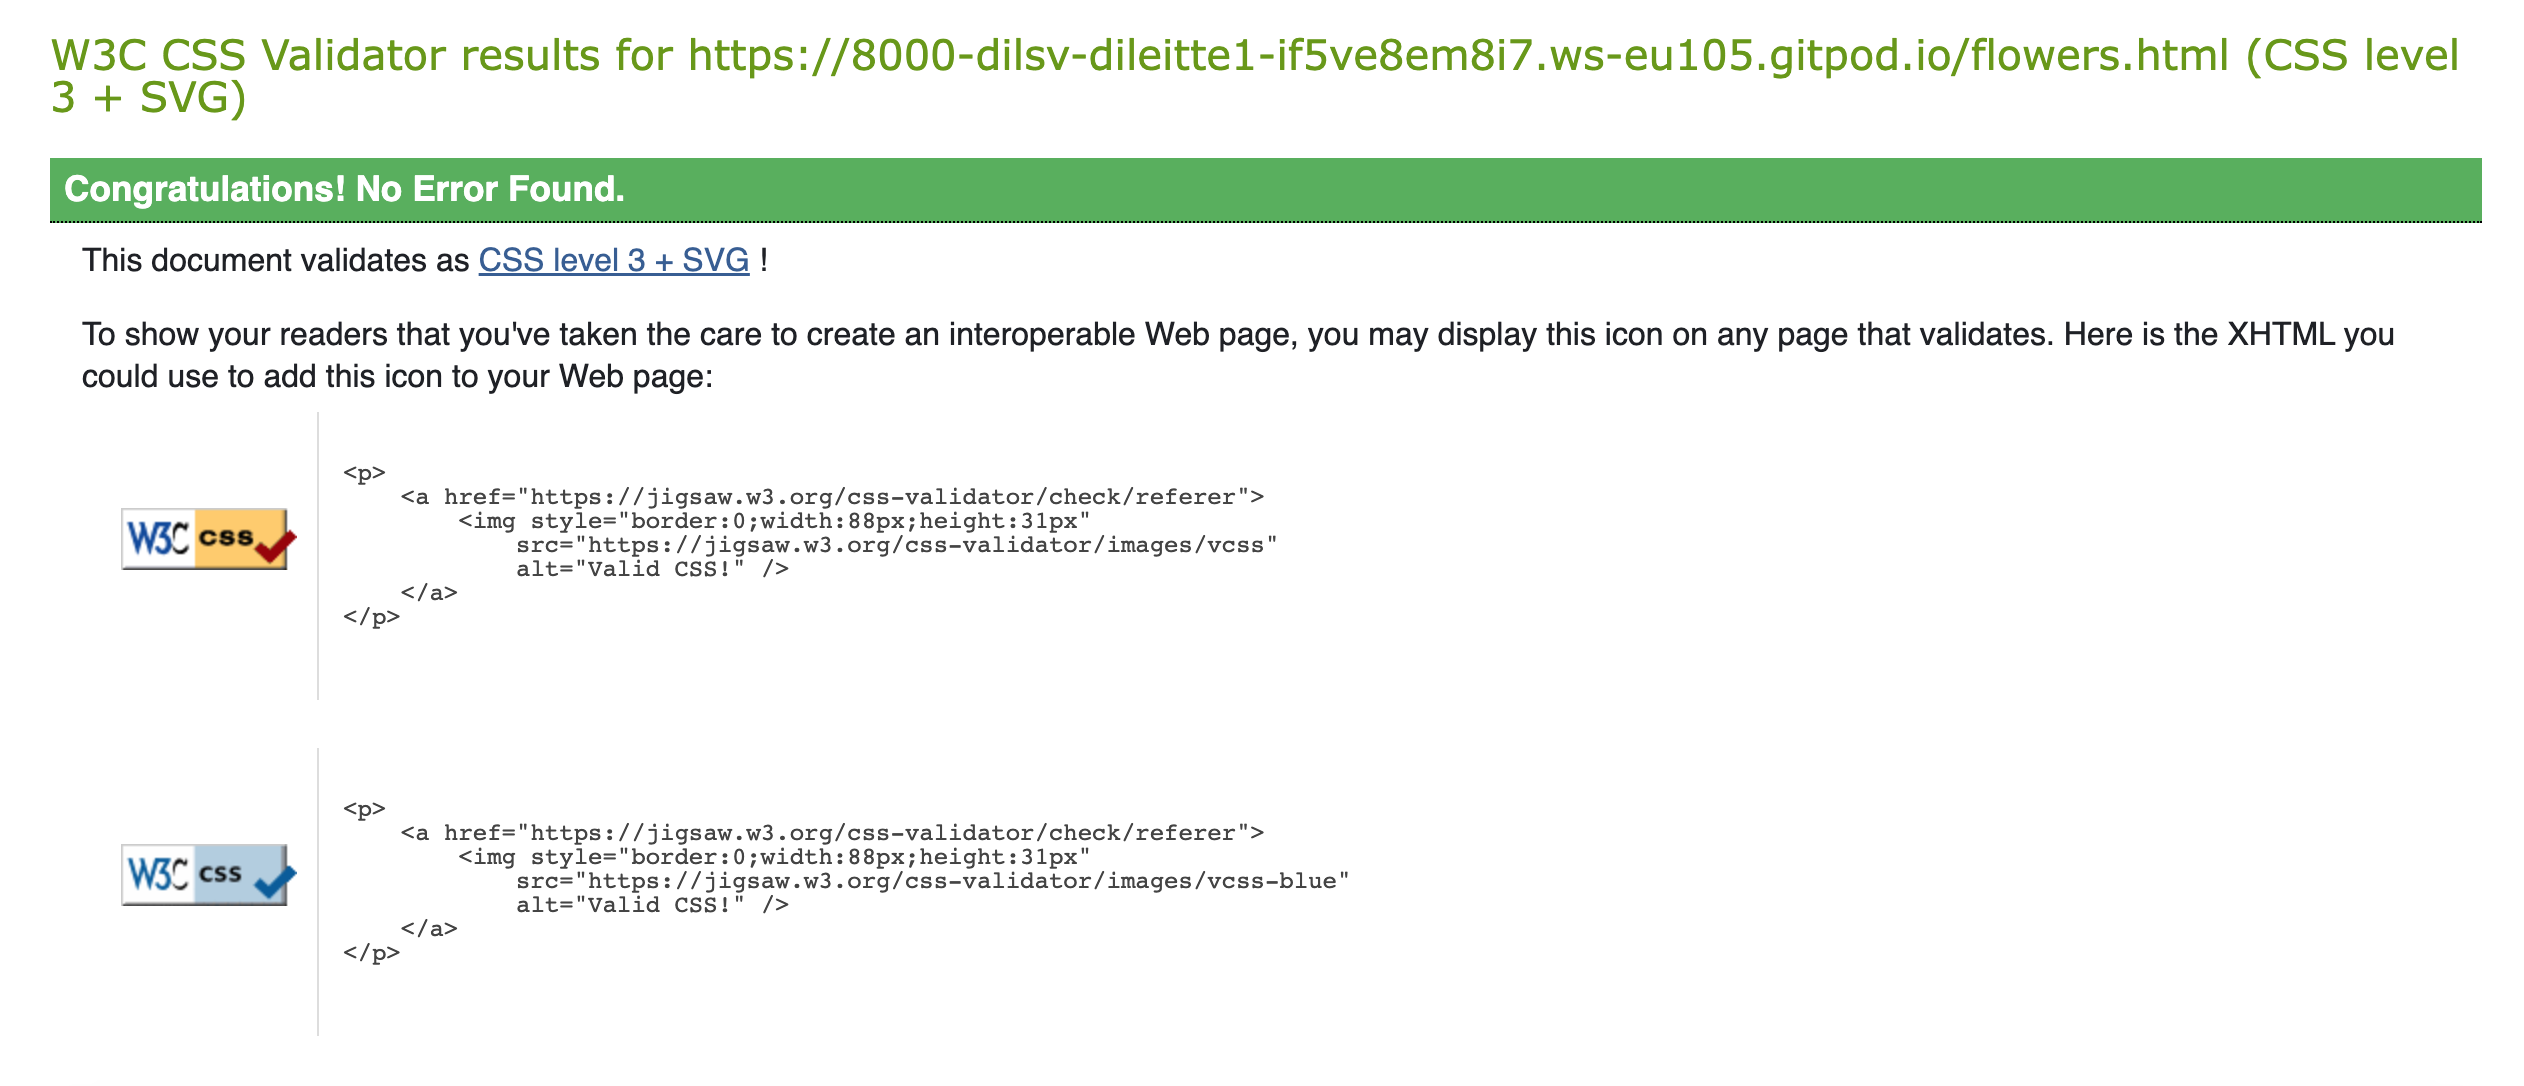 W3C CSS Validator results for https://8000-dilsv-dileitte1-if5ve8em8i7.ws-eu105.gitpod.io/flowers.html (CSS level
3 + SVG)
Congratulations! No Error Found.
This document validates as CSS level 3 + SVG !
To show your readers that you've taken the care to create an interoperable Web page, you may display this icon on any page that validates. Here is the XHTML you
could use to add this icon to your Web page:
<p>
    <a href="https://jigsaw.w3.org/css-validator/check/referer">
        <img style="border:0;width:88px;height:31px"
W3C css
            src="https://jigsaw.w3.org/css-validator/images/vcss"
            alt="Valid CSS!" />
    </a>
</p>
<p>
    <a href="https://jigsaw.w3.org/css-validator/check/referer">
        <img style="border:0;width:88px;height:31px"
W3C css
            src="https://jigsaw.w3.org/css-validator/images/vcss-blue"
            alt="Valid CSS!" />
    </a>
</p>